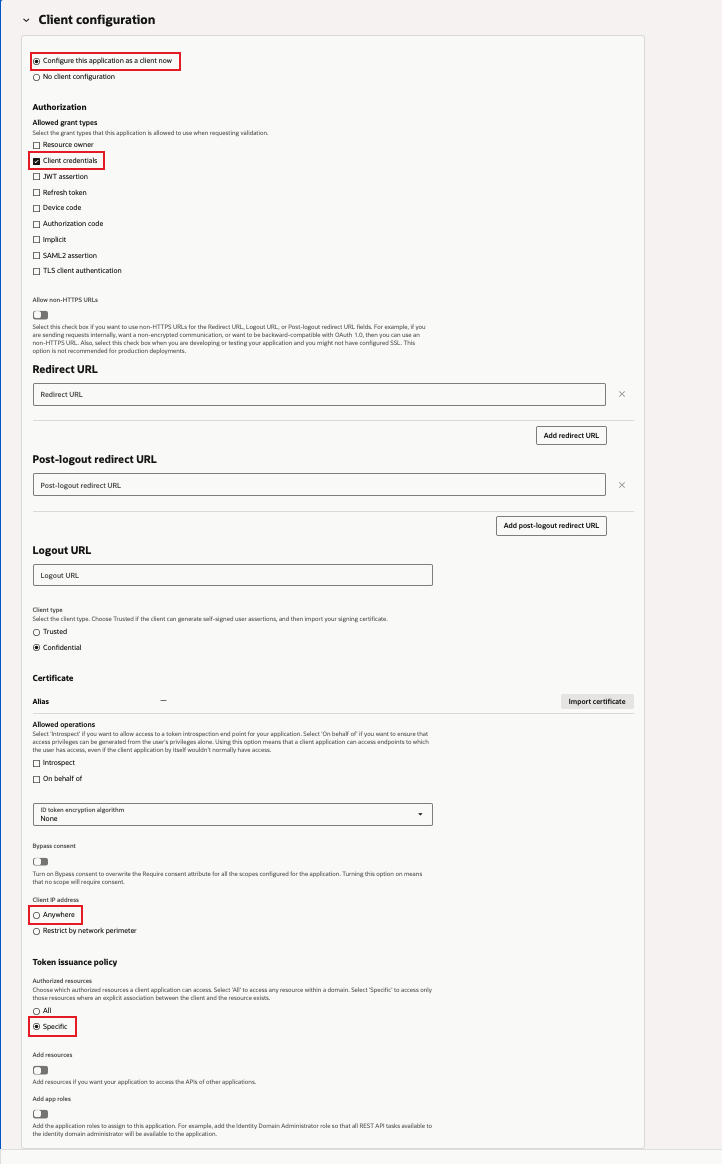 Client configuration
Configure this application as a client now
No client configuration
Authorization
Allowed grant types
Select the grant types that this application is allowed to use when requesting validation.
Resource owner
Client credentials
JWT assertion
Refresh token
Device code
Authorization code
Implicit
SAML2 assertion
TLS client authentication
Allow non-HTTPS URLs
Select this check box if you want to use non-HTTPS URLs for the Redirect URL, Logout URL, or Post-logout redirect URL fields. For example, if you
are sending requests internally, want a non-encrypted communication, or want to be backward-compatible with OAuth 1.0, then you can use an
non-HTTPS URL. Also, select this check box when you are developing or testing your application and you might not have configured SSL. This
option is not recommended for production deployments.
Redirect URL
Redirect URL
Add redirect URL
Post-logout redirect URL
Post-logout redirect URL
Add post-logout redirect URL
Logout URL
Logout URL
Client type
Select the client type. Choose Trusted if the client can generate self-signed user assertions, and then import your signing certificate.
Trusted
Confidential
Certificate
Alias —
Import certificate
Allowed operations
Select 'Introspect' if you want to allow access to a token introspection end point for your application. Select 'On behalf of' if you want to ensure that
access privileges can be generated from the user's privileges alone. Using this option means that a client application can access endpoints to which
the user has access, even if the client application by itself wouldn't normally have access.
Introspect
On behalf of
ID token encryption algorithm
None
Bypass consent
Turn on Bypass consent to overwrite the Require consent attribute for all the scopes configured for the application. Turning this option on means
that no scope will require consent.
Client IP address
Anywhere
Restrict by network perimeter
Token issuance policy
Authorized resources
Choose which authorized resources a client application can access. Select 'All' to access any resource within a domain. Select 'Specific' to access only
those resources where an explicit association between the client and the resource exists.
All
Specific
Add resources
Add resources if you want your application to access the APIs of other applications.
Add app roles
Add the application roles to assign to this application. For example, add the Identity Domain Administrator role so that all REST API tasks available to
the identity domain administrator will be available to the application.